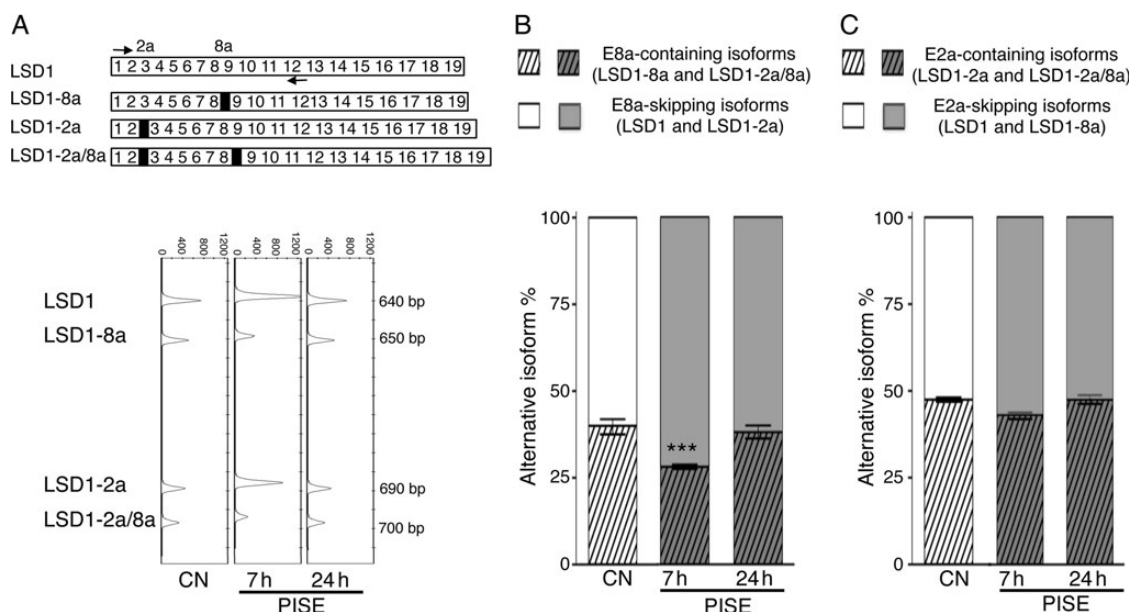 A
2a 8a
LSD1 1 2 3 4 5 6 7 8 9 10 11 12 13 14 15 16 17 18 19
LSD1-8a 1 2 3 4 5 6 7 8 9 10 11 12 13 14 15 16 17 18 19
LSD1-2a 1 2 3 4 5 6 7 8 9 10 11 12 13 14 15 16 17 18 19
LSD1-2a/8a 1 2 3 4 5 6 7 8 9 10 11 12 13 14 15 16 17 18 19
0 400 800 1200 0 400 800 1200 0 400 800 1200
LSD1 640 bp
LSD1-8a 650 bp
LSD1-2a 690 bp
LSD1-2a/8a 700 bp
CN 7 h 24 h
PISE
B
E8a-containing isoforms
(LSD1-8a and LSD1-2a/8a)
E8a-skipping isoforms
(LSD1 and LSD1-2a)
Alternative isoform %
100
75
50
25
0
***
CN 7 h 24 h
PISE
C
E2a-containing isoforms
(LSD1-2a and LSD1-2a/8a)
E2a-skipping isoforms
(LSD1 and LSD1-8a)
Alternative isoform %
100
75
50
25
0
CN 7 h 24 h
PISE